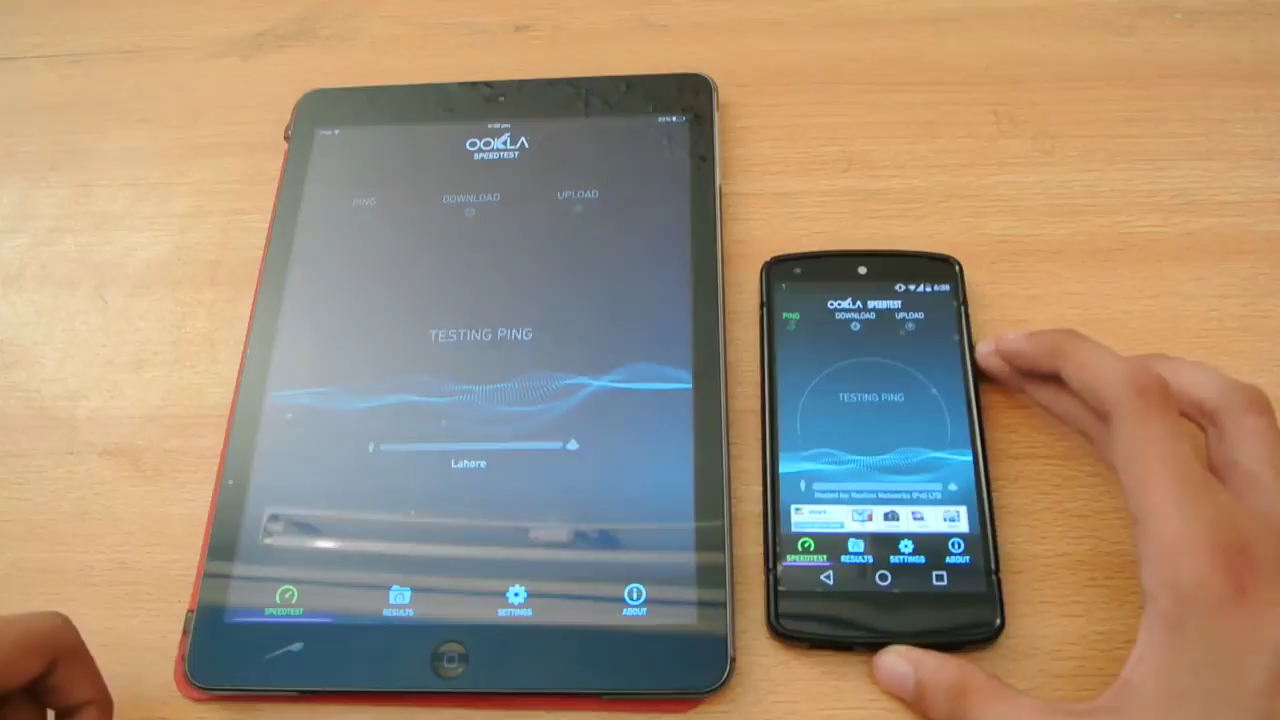 iPad
OOKLA
SPEEDTEST
PING
DOWNLOAD
UPLOAD
TESTING PING
Lahore
SPEEDTEST
RESULTS
SETTINGS
ABOUT
OOKLA SPEEDTEST
PING
DOWNLOAD
UPLOAD
TESTING PING
SPEEDTEST
RESULTS
SETTINGS
ABOUT